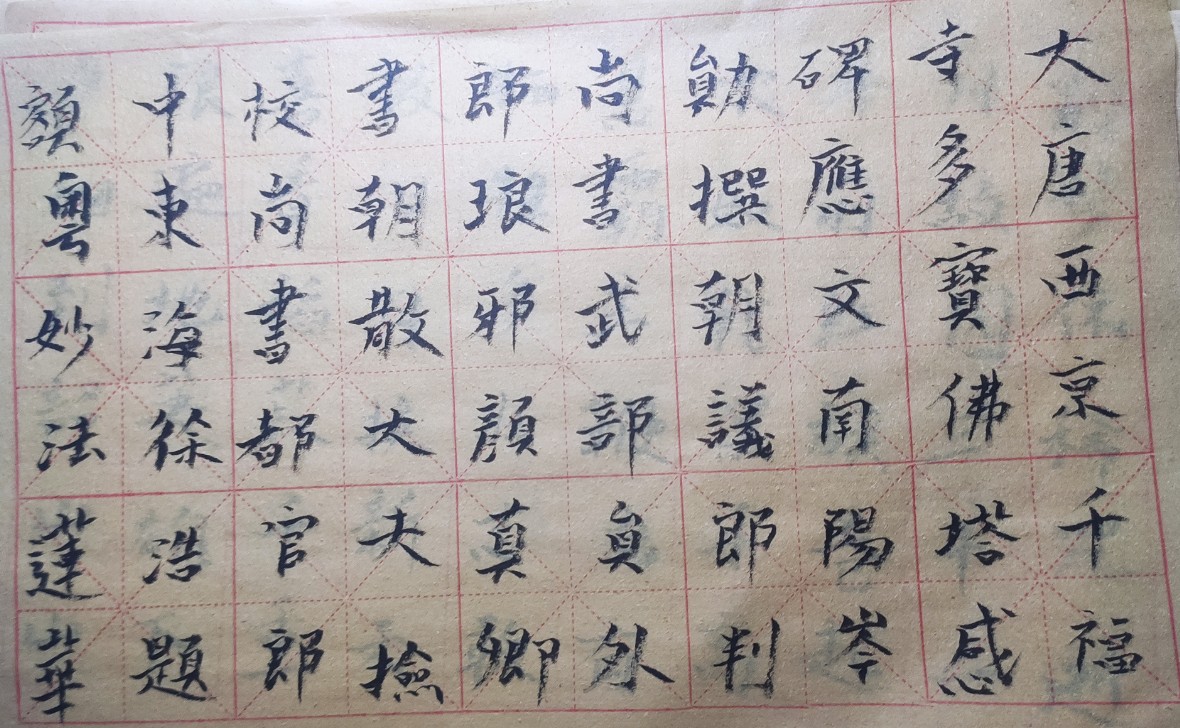 大唐西京千福
寺多寶佛塔感
碑應文南陽岑
勛撰朝議郎判
尚書武部員外
郎琅邪顏真卿
書朝散大夫撿
校尚書都官郎
中東海徐浩題
額粵妙法蓮華